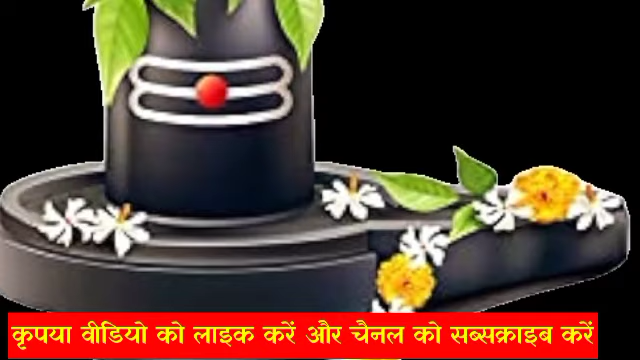 कृपया वीडियो को लाइक करें और चैनल को सब्सक्राइब करें